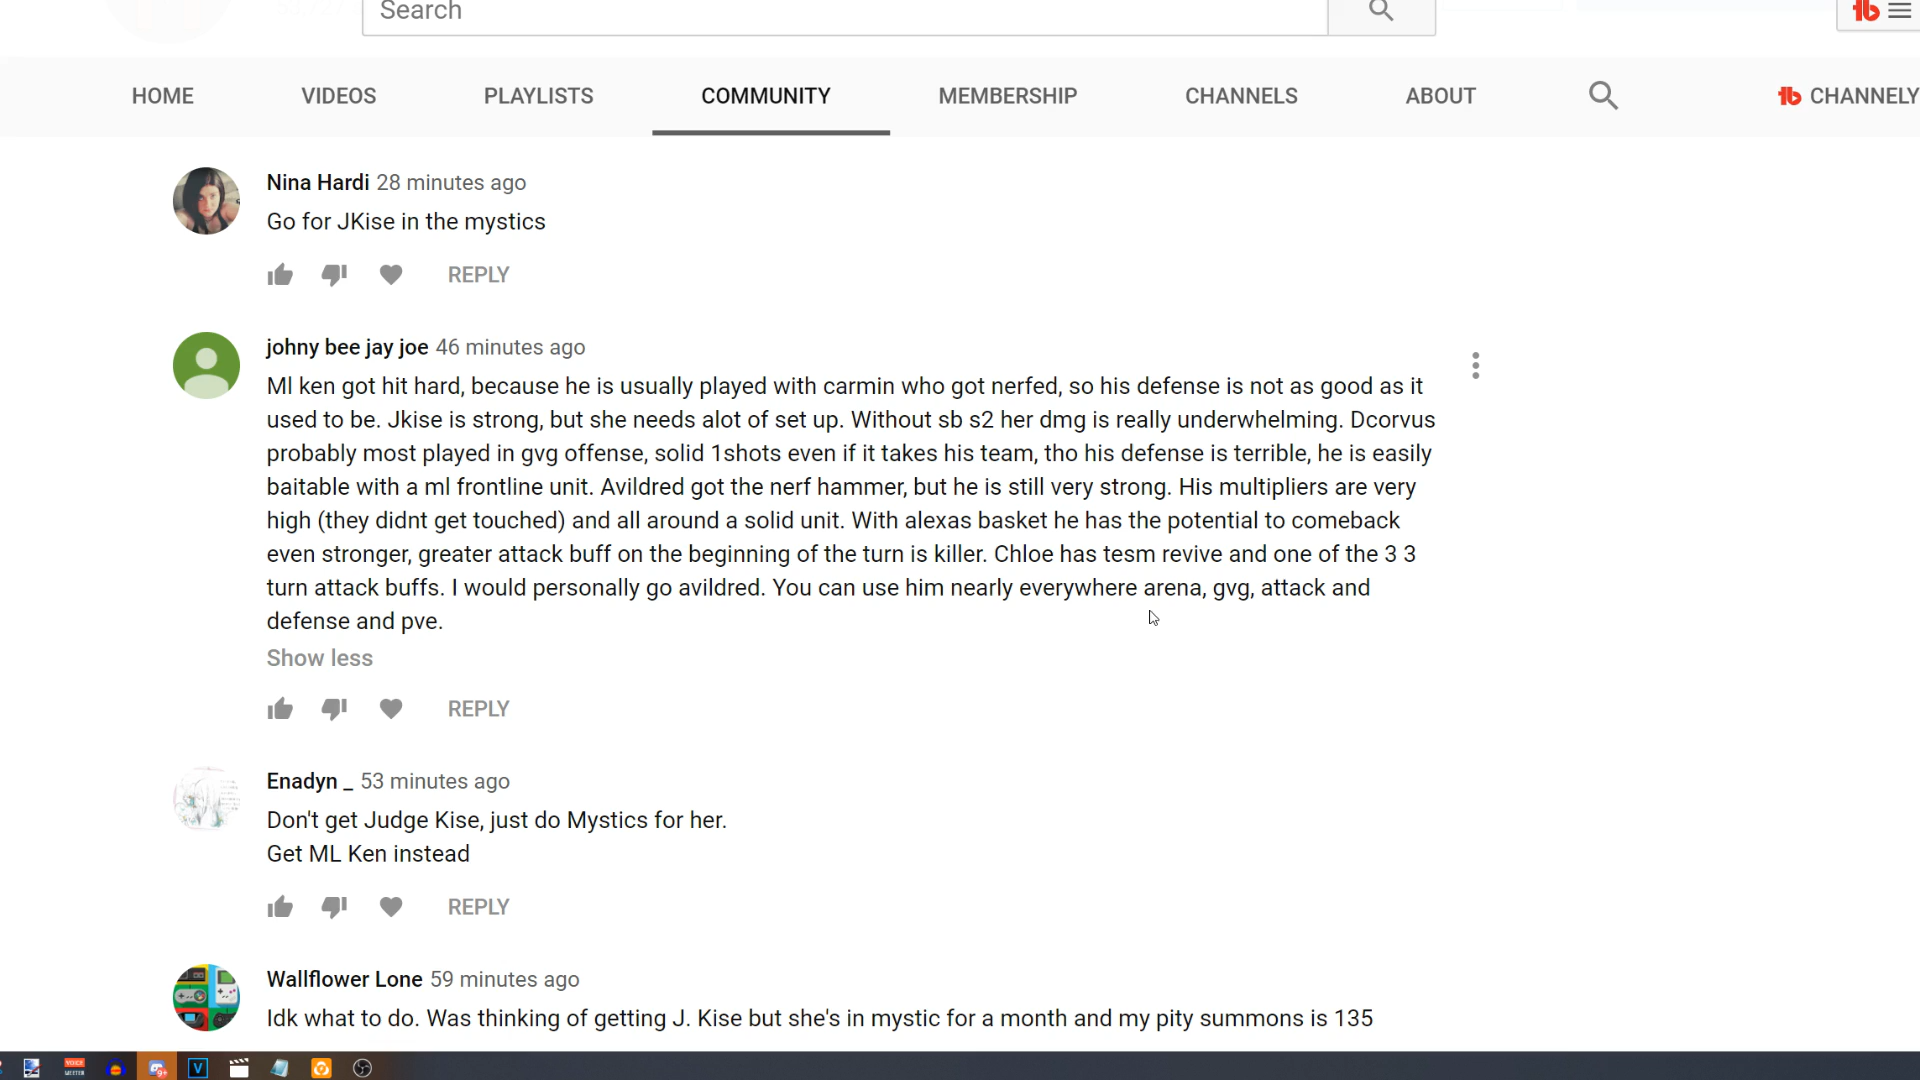 Search
HOME VIDEOS PLAYLISTS COMMUNITY MEMBERSHIP CHANNELS ABOUT CHANNELY
Nina Hardi 28 minutes ago
Go for JKise in the mystics
REPLY
johny bee jay joe 46 minutes ago
Ml ken got hit hard, because he is usually played with carmin who got nerfed, so his defense is not as good as it
used to be. Jkise is strong, but she needs alot of set up. Without sb s2 her dmg is really underwhelming. Dcorvus
probably most played in gvg offense, solid 1shots even if it takes his team, tho his defense is terrible, he is easily
baitable with a ml frontline unit. Avildred got the nerf hammer, but he is still very strong. His multipliers are very
high (they didnt get touched) and all around a solid unit. With alexas basket he has the potential to comeback
even stronger, greater attack buff on the beginning of the turn is killer. Chloe has tesm revive and one of the 3 3
turn attack buffs. I would personally go avildred. You can use him nearly everywhere arena, gvg, attack and
defense and pve.
Show less
REPLY
Enadyn _ 53 minutes ago
Don't get Judge Kise, just do Mystics for her.
Get ML Ken instead
REPLY
Wallflower Lone 59 minutes ago
Idk what to do. Was thinking of getting J. Kise but she's in mystic for a month and my pity summons is 135